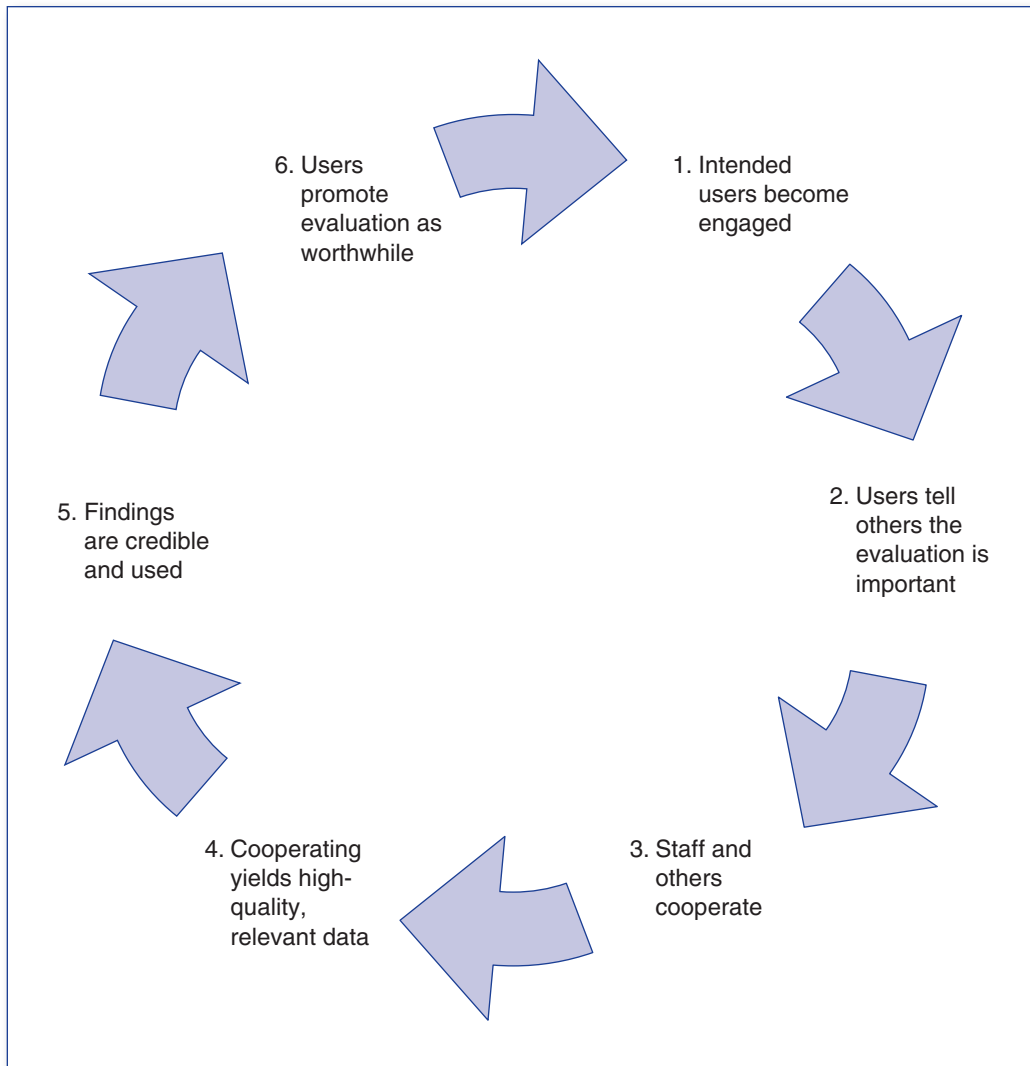 1. Intended
users become
engaged
2. Users tell
others the
evaluation is
important
3. Staff and
others
cooperate
4. Cooperating
yields high-
quality,
relevant data
5. Findings
are credible
and used
6. Users
promote
evaluation as
worthwhile